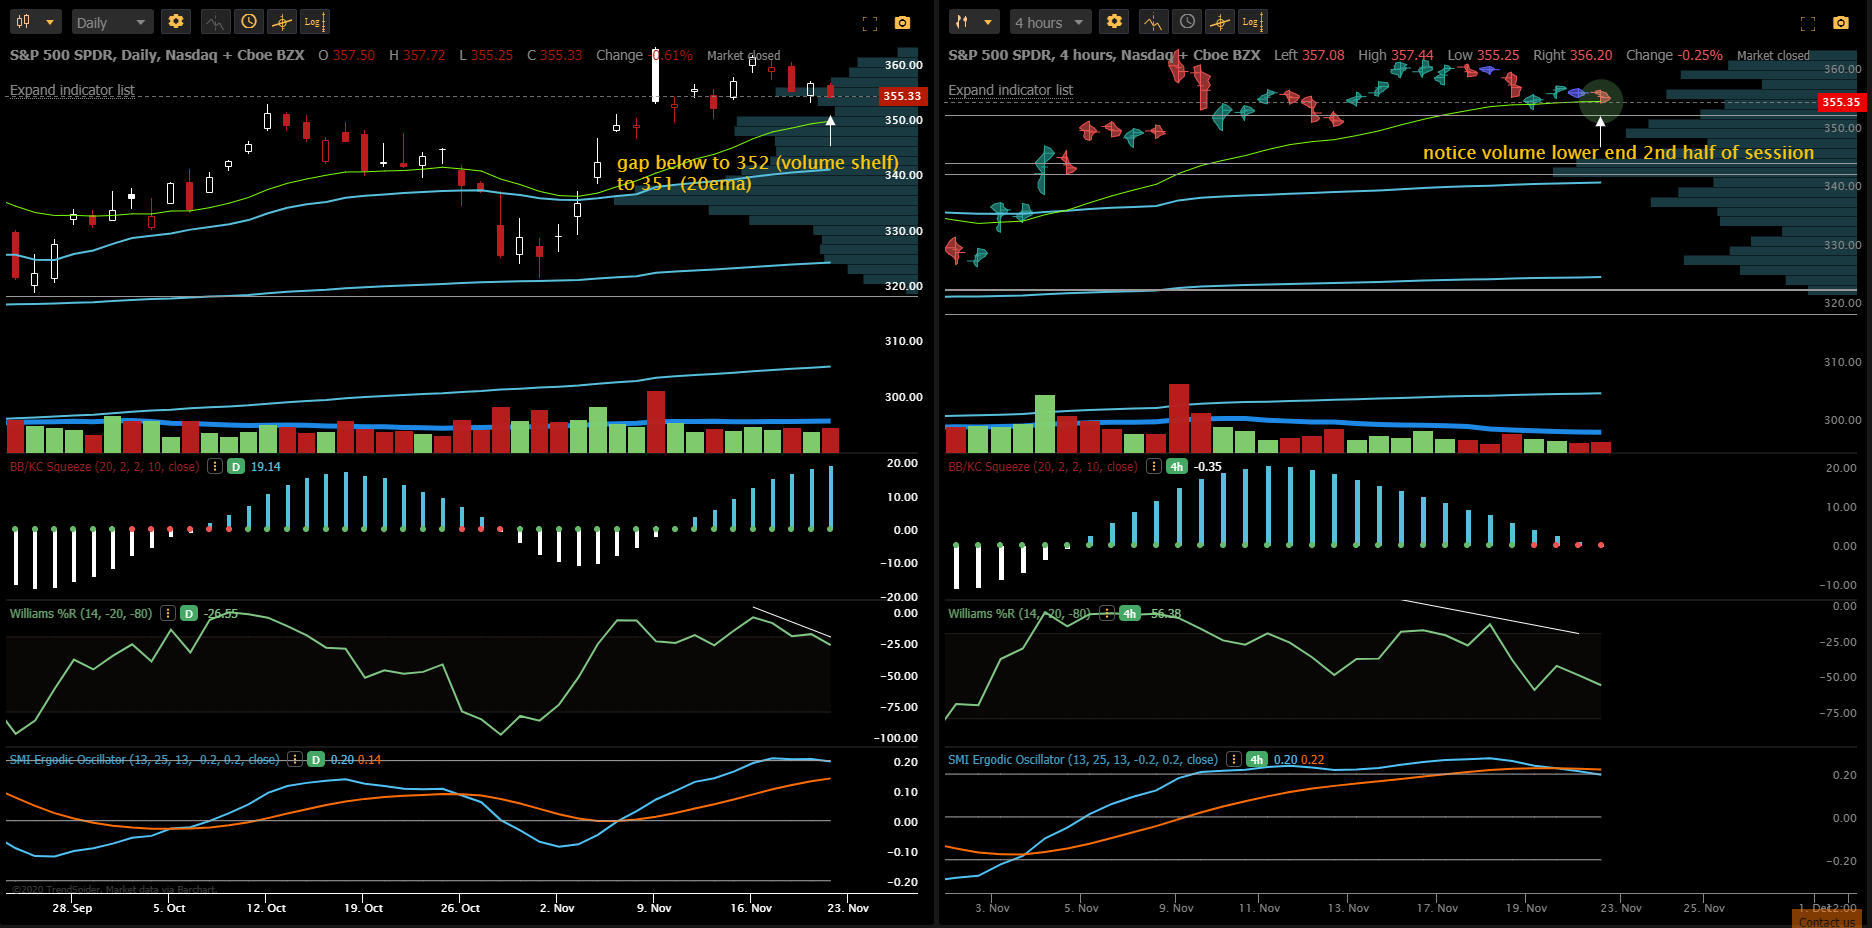 Daily
Log
S&P 500 SPDR, Daily, Nasdaq + Cboe BZX O 357.50 H 357.72 L 355.25 C 355.33 Change -0.61% Market closed
Expand indicator list
360.00
355.33
350.00
340.00
330.00
320.00
310.00
300.00
gap below to 352 (volume shelf)
to 351 (20ema)
BB/KC Squeeze (20, 2, 2, 10, close) D 19.14
20.00
10.00
0.00
-10.00
-20.00
Williams %R (14, -20, -80) D -26.55
0.00
-25.00
-50.00
-75.00
-100.00
SMI Ergodic Oscillator (13, 25, 13, -0.2, 0.2, close) D 0.20 0.14
0.20
0.10
0.00
-0.10
-0.20
©2020 TrendSpider, Market data via Barchart.
28. Sep 5. Oct 12. Oct 19. Oct 26. Oct 2. Nov 9. Nov 16. Nov 23. Nov
4 hours
Log
S&P 500 SPDR, 4 hours, Nasdaq + Cboe BZX Left 357.08 High 357.44 Low 355.25 Right 356.20 Change -0.25% Market closed
Expand indicator list
360.00
355.35
350.00
340.00
330.00
320.00
310.00
300.00
notice volume lower end 2nd half of sessiion
BB/KC Squeeze (20, 2, 2, 10, close) 4h -0.35
20.00
10.00
0.00
-10.00
Williams %R (14, -20, -80) 4h -56.38
0.00
-25.00
-50.00
-75.00
SMI Ergodic Oscillator (13, 25, 13, -0.2, 0.2, close) 4h 0.20 0.22
0.20
0.00
-0.20
3. Nov 5. Nov 9. Nov 11. Nov 13. Nov 17. Nov 19. Nov 23. Nov 25. Nov 1. Dec 12:00
Contact us